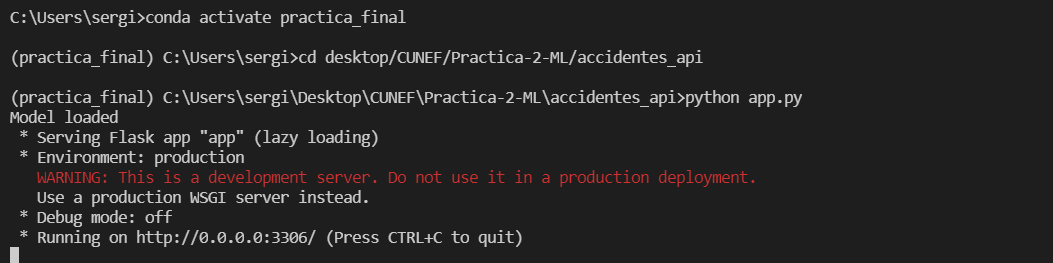 C:\Users\sergi>conda activate practica_final
(practica_final) C:\Users\sergi>cd desktop/CUNEF/Practica-2-ML/accidentes_api
(practica_final) C:\Users\sergi\Desktop\CUNEF\Practica-2-ML\accidentes_api>python app.py
Model loaded
 * Serving Flask app "app" (lazy loading)
 * Environment: production
   WARNING: This is a development server. Do not use it in a production deployment.
   Use a production WSGI server instead.
 * Debug mode: off
 * Running on http://0.0.0.0:3306/ (Press CTRL+C to quit)